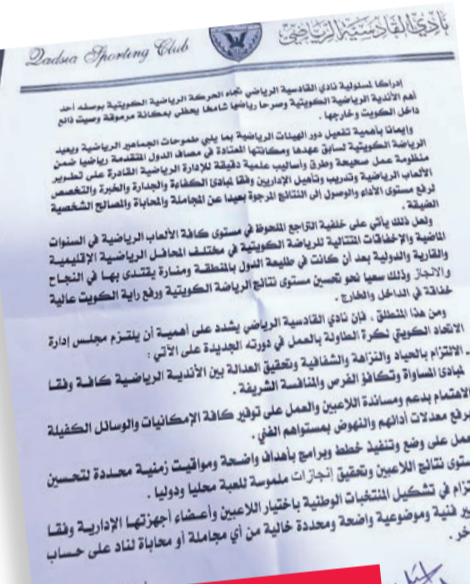 نادي القادسية الرياضي
Qadsia Sporting Club
إدراكا لمسئولية نادي القادسية الرياضي تجاه الحركة الرياضية الكويتية بوصفه أحد
أهم الأندية الرياضية الكويتية وصرحا رياضيا شامخا يحظى بمكانة مرموقة وصيت ذائع
داخل الكويت وخارجها .
وإيمانا بأهمية تفعيل دور الهيئات الرياضية بما يلبي طموحات الجماهير الرياضية ويعيد
الرياضة الكويتية لسابق عهدها ومكانتها المعتادة في مصاف الدول المتقدمة رياضيا ضمن
منظومة عمل صحيحة وطرق وأساليب علمية دقيقة للإدارة الرياضية القادرة على تطوير
الألعاب الرياضية وتدريب وتأهيل الإداريين وفقا لمبادئ الكفاءة والجدارة والخبرة والتخصص
لرفع مستوى الأداء والوصول إلى النتائج المرجوة بعيدا عن المجاملة والمحاباة والمصالح الشخصية
الضيقة .
ولعل ذلك يأتي على خلفية التراجع الملحوظ في مستوى كافة الألعاب الرياضية في السنوات
الماضية والإخفاقات المتتالية للرياضة الكويتية في مختلف المحافل الرياضية الإقليمية
والقارية والدولية بعد أن كانت في طليعة الدول بالمنطقة ومنارة يقتدى بها في النجاح
والانجاز وذلك سعيا نحو تحسين مستوى نتائج الرياضة الكويتية ورفع راية الكويت عالية
خفاقة في الداخل والخارج .
ومن هذا المنطلق ، فإن نادي القادسية الرياضي يشدد على أهمية أن يلتزم مجلس إدارة
الاتحاد الكويتي لكرة الطاولة بالعمل في دورته الجديدة على الآتي :
الالتزام بالحياد والنزاهة والشفافية وتحقيق العدالة بين الأندية الرياضية كافة وفقا
لمبادئ المساواة وتكافؤ الفرص والمنافسة الشريفة .
الاهتمام بدعم ومساندة اللاعبين والعمل على توفير كافة الإمكانيات والوسائل الكفيلة
رفع معدلات أدائهم والنهوض بمستواهم الفني .
مل على وضع وتنفيذ خطط وبرامج بأهداف واضحة ومواقيت زمنية محددة لتحسين
ستوى نتائج اللاعبين وتحقيق إنجازات ملموسة للعبة محليا ودوليا .
تزام في تشكيل المنتخبات الوطنية باختيار اللاعبين وأعضاء أجهزتها الإدارية وفقا
ير فنية وموضوعية واضحة ومحددة خالية من أي مجاملة أو محاباة لناد على حساب
خر .